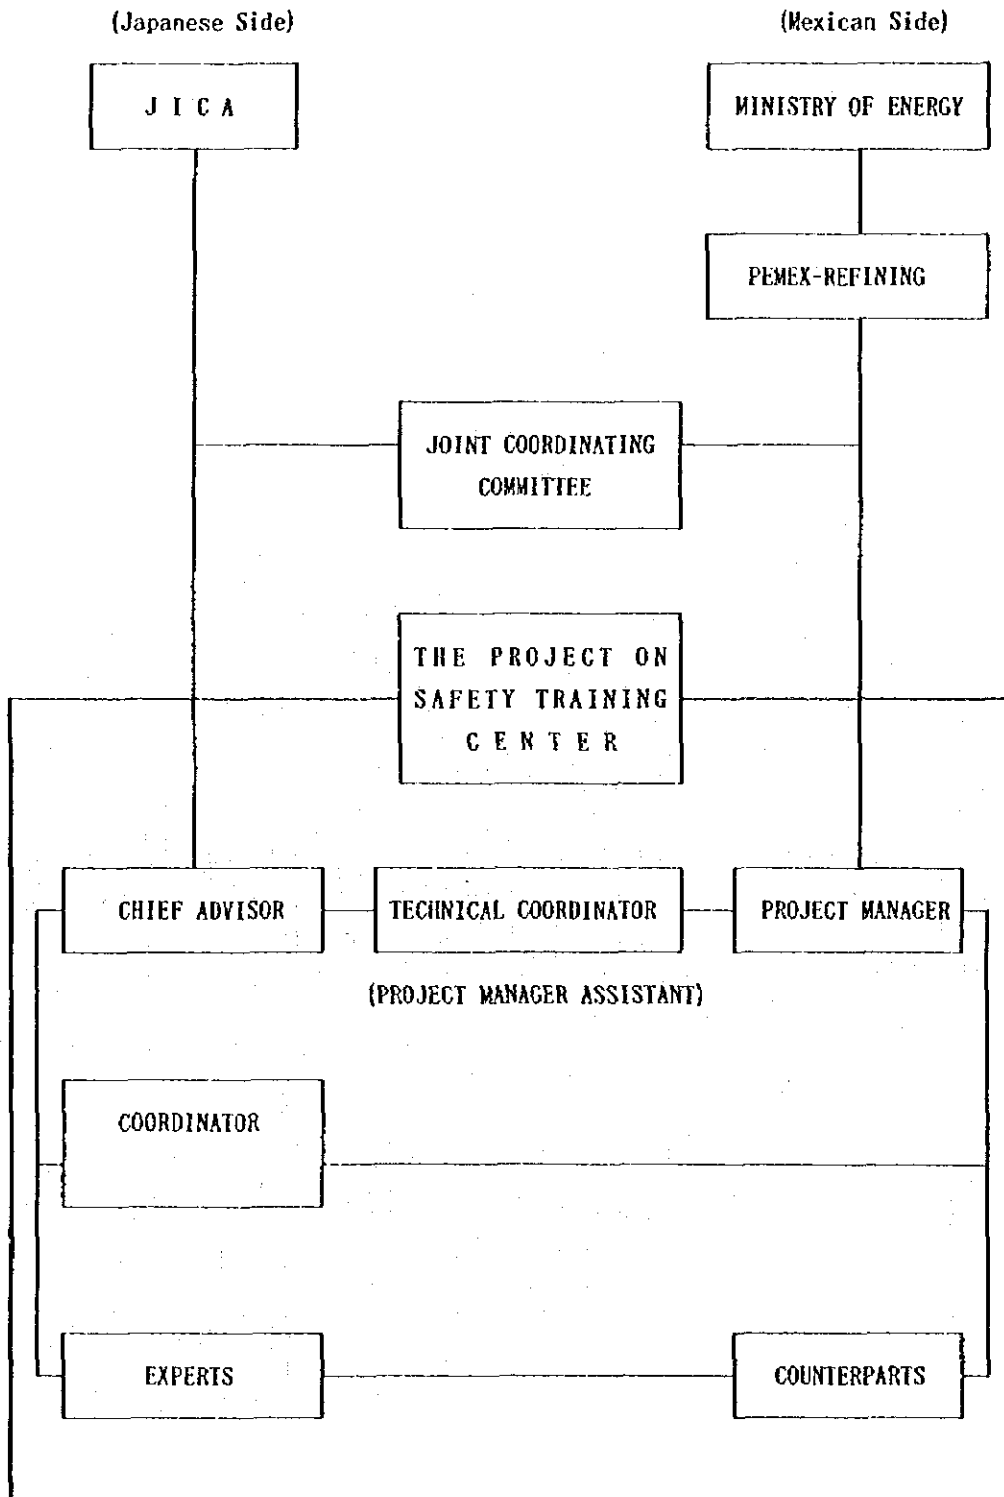 (Japanese Side)
(Mexican Side)
J I C A
MINISTRY OF ENERGY
PEMEX-REFINING
JOINT COORDINATING
COMMITTEE
THE PROJECT ON
SAFETY TRAINING
CENTER
CHIEF ADVISOR
TECHNICAL COORDINATOR
PROJECT MANAGER
(PROJECT MANAGER ASSISTANT)
COORDINATOR
EXPERTS
COUNTERPARTS